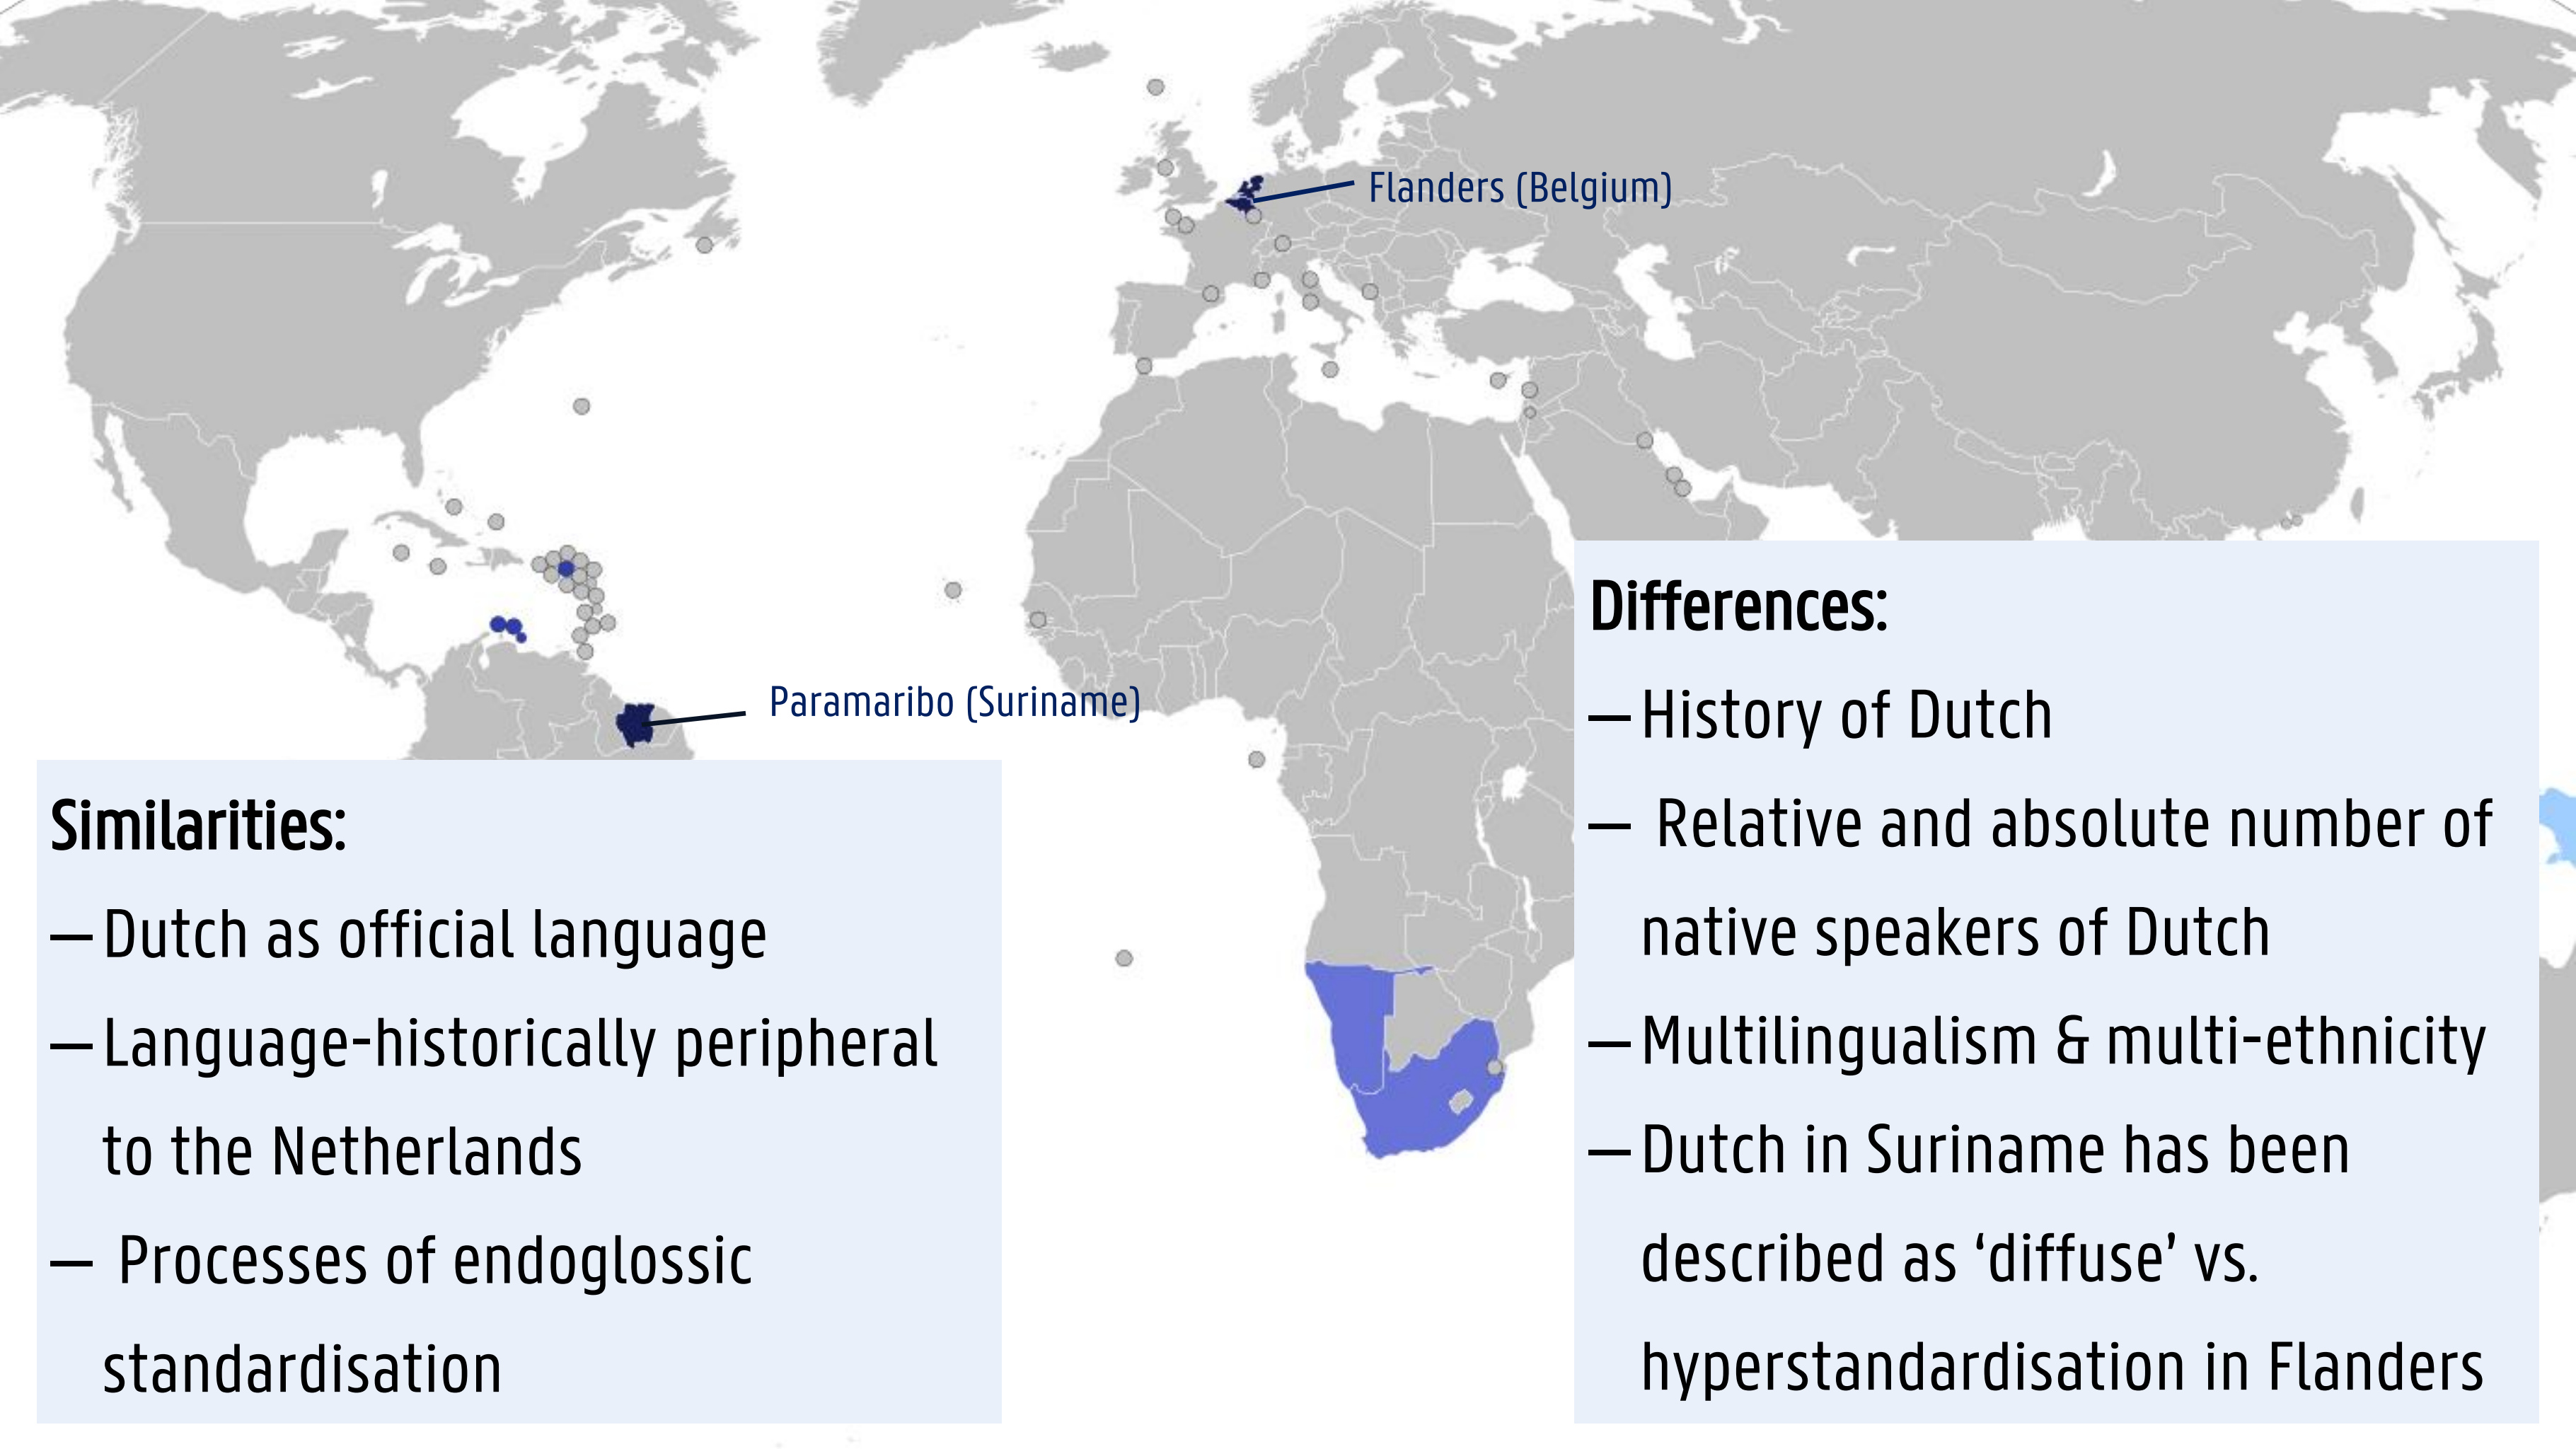 Flanders (Belgium)
Paramaribo (Suriname)
Similarities:
— Dutch as official language
— Language-historically peripheral
to the Netherlands
— Processes of endoglossic
standardisation
Differences:
— History of Dutch
— Relative and absolute number of
native speakers of Dutch
— Multilingualism & multi-ethnicity
— Dutch in Suriname has been
described as ‘diffuse’ vs.
hyperstandardisation in Flanders